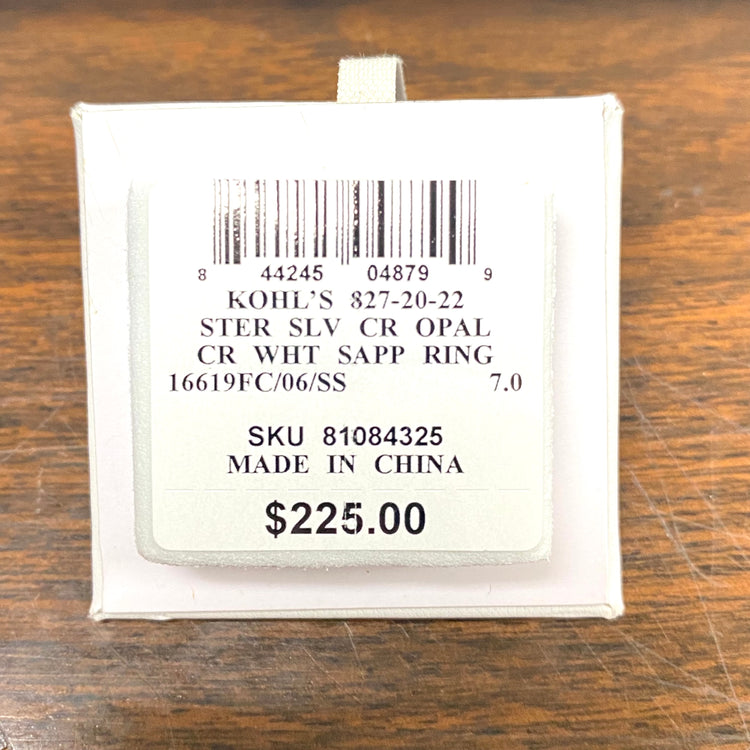 8 44245 04879 9
KOHL'S 827-20-22
STER SLV CR OPAL
CR WHT SAPP RING
16619FC/06/SS 7.0
SKU 81084325
MADE IN CHINA
$225.00